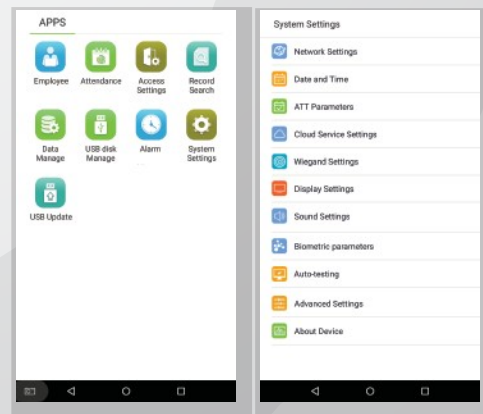 APPS
Employee
Attendance
Access
Settings
Record
Search
Data
Manage
USB disk
Manage
Alarm
System
Settings
USB Update
System Settings
Network Settings
Date and Time
ATT Parameters
Cloud Service Settings
Wiegand Settings
Display Settings
Sound Settings
Biometric parameters
Auto-testing
Advanced Settings
About Device